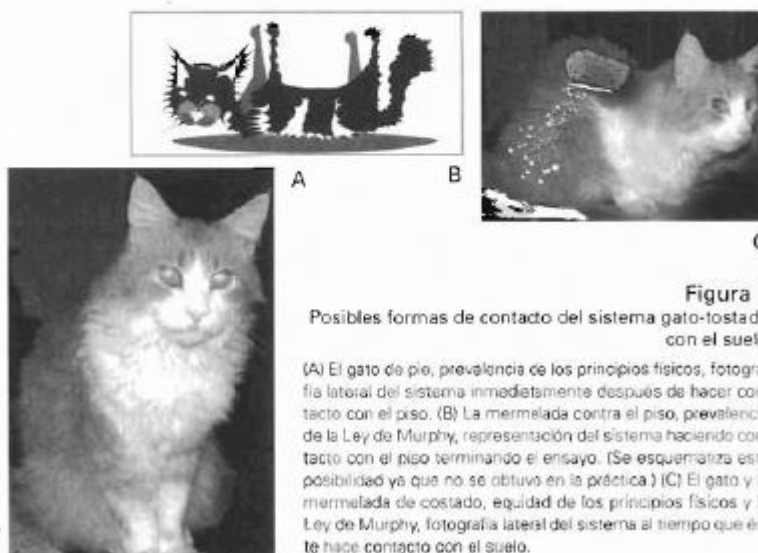 A
B
C
Figura
Posibles formas de contacto del sistema gato-tostad
con el suel
(A) El gato de pie, prevalencia de los principios físicos, fotogra
fía lateral del sistema inmediatamente después de hacer con
tacto con el piso. (B) La mermelada contra el piso, prevalenc
de la Ley de Murphy, representación del sistema haciendo con
tacto con el piso terminando el ensayo. (Se esquematiza est
posibilidad ya que no se obtuvo en la práctica.) (C) El gato y l
mermelada de costado, equidad de los principios físicos y l
Ley de Murphy, fotografía lateral del sistema al tiempo que és
te hace contacto con el suelo.